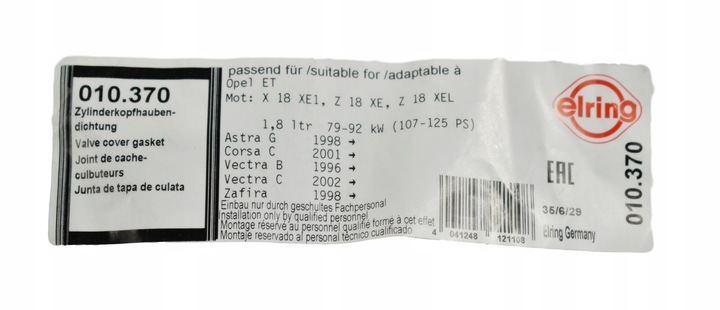 010.370
Zylinderkopfhauben-
dichtung
Valve cover gasket
Joint de cache-
culbuteurs
Junta de tapa de culata
passend für /suitable for /adaptable à
Opel ET
Mot: X 18 XE1, Z 18 XE, Z 18 XEL
1,8 ltr 79-92 kW (107-125 PS)
Astra G 1998 →
Corsa C 2001 →
Vectra B 1996 →
Vectra C 2002 →
Zafira 1998 →
Einbau nur durch geschultes Fachpersonal
Installation only by qualified personnel
Montage réservé au personnel qualifié formé à cet effet
Montaje reservado al personal técnico cualificado
4 041248 121108
elring
EAC
35/6/29
Elring Germany
010.370